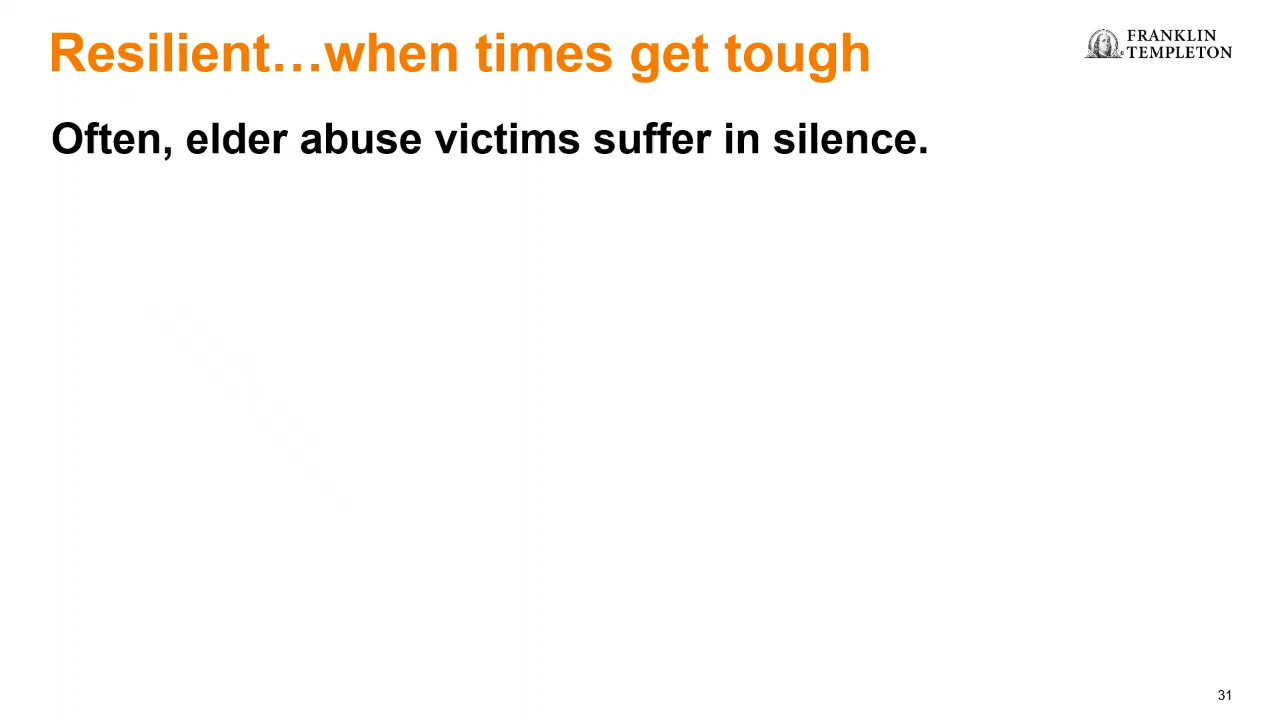 Resilient…when times get tough
FRANKLIN
TEMPLETON
Often, elder abuse victims suffer in silence.
31